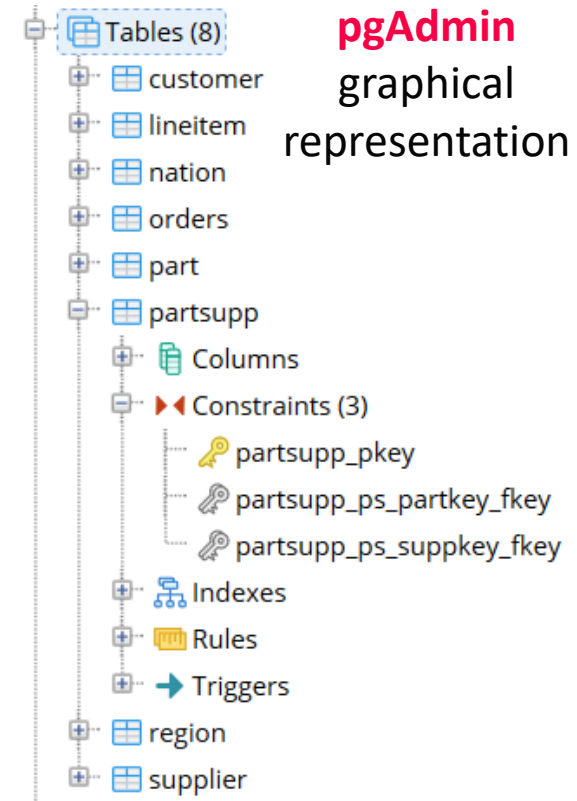 Tables (8)
pgAdmin
graphical
representation
customer
lineitem
nation
orders
part
partsupp
Columns
Constraints (3)
partsupp_pkey
partsupp_ps_partkey_fkey
partsupp_ps_suppkey_fkey
Indexes
Rules
Triggers
region
supplier